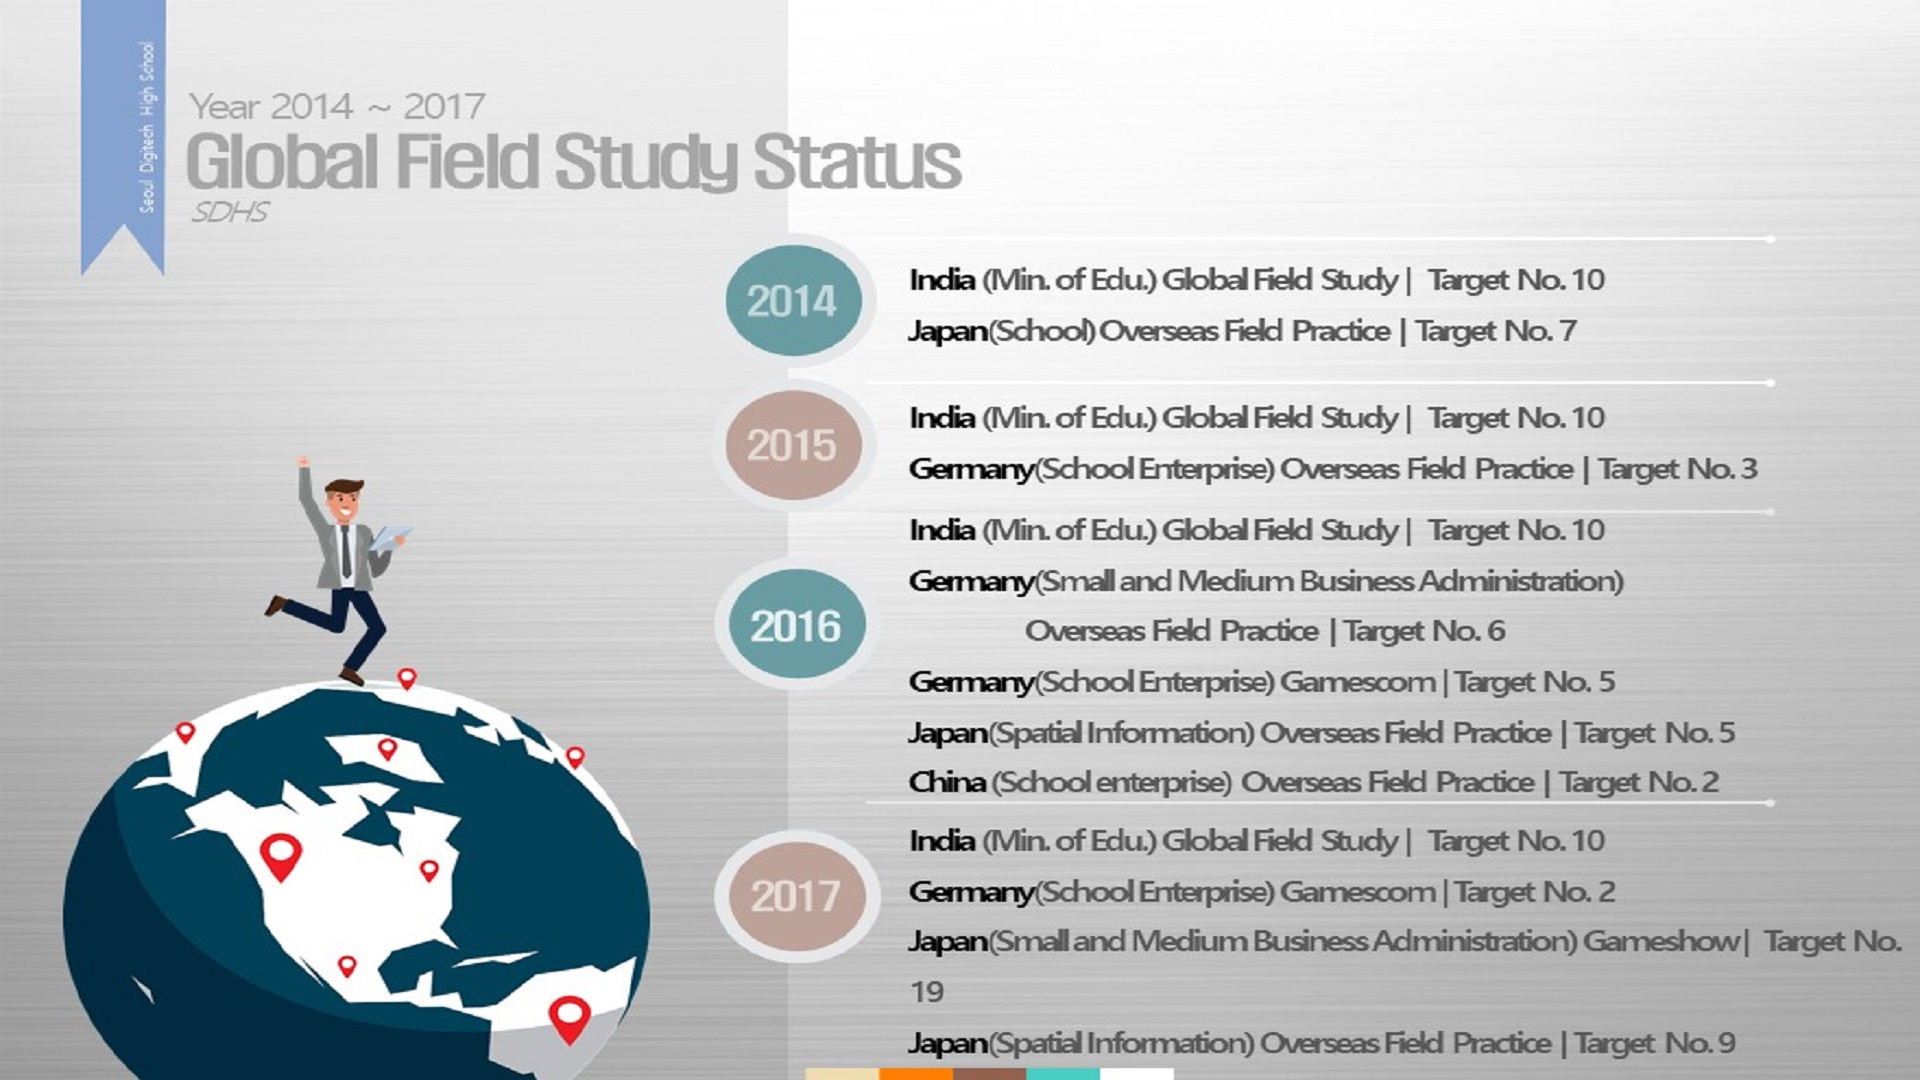 Seoul Digitech High School
Year 2014 ~ 2017
Global Field Study Status
SDHS
2014
India (Min. of Edu.) Global Field Study | Target No. 10
Japan(School) Overseas Field Practice | Target No. 7
2015
India (Min. of Edu.) Global Field Study | Target No. 10
Germany(School Enterprise) Overseas Field Practice | Target No. 3
2016
India (Min. of Edu.) Global Field Study | Target No. 10
Germany(Small and Medium Business Administration)
Overseas Field Practice | Target No. 6
Germany(School Enterprise) Gamescom | Target No. 5
Japan(Spatial Information) Overseas Field Practice | Target No. 5
China (School enterprise) Overseas Field Practice | Target No. 2
2017
India (Min. of Edu.) Global Field Study | Target No. 10
Germany(School Enterprise) Gamescom | Target No. 2
Japan(Small and Medium Business Administration) Gameshow | Target No.
19
Japan(Spatial Information) Overseas Field Practice | Target No. 9